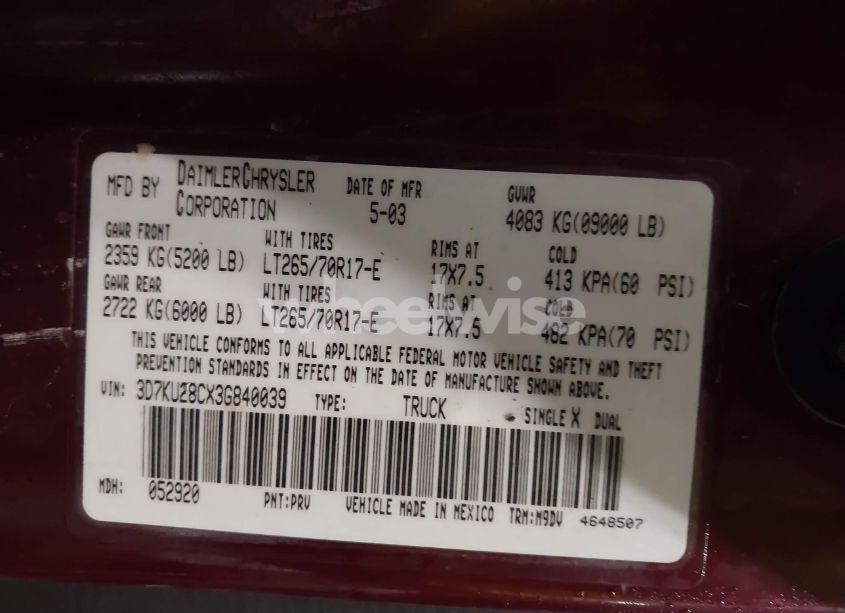 MFD BY DAIMLERCHRYSLER CORPORATION DATE OF MFR 5-03 GVWR 4083 KG(09000 LB)
GAWR FRONT WITH TIRES RIMS AT COLD
2359 KG(5200 LB) LT265/70R17-E 17X7.5 413 KPA(60 PSI)
GAWR REAR WITH TIRES RIMS AT COLD
2722 KG(6000 LB) LT265/70R17-E 17X7.5 482 KPA(70 PSI)
THIS VEHICLE CONFORMS TO ALL APPLICABLE FEDERAL MOTOR VEHICLE SAFETY AND THEFT
PREVENTION STANDARDS IN EFFECT ON THE DATE OF MANUFACTURE SHOWN ABOVE.
VIN: 3D7KU28CX3G840039 TYPE: TRUCK SINGLE X DUAL
MDH: 052920 PNT:PRV VEHICLE MADE IN MEXICO TRM:M9DV 4648507
wheelwise